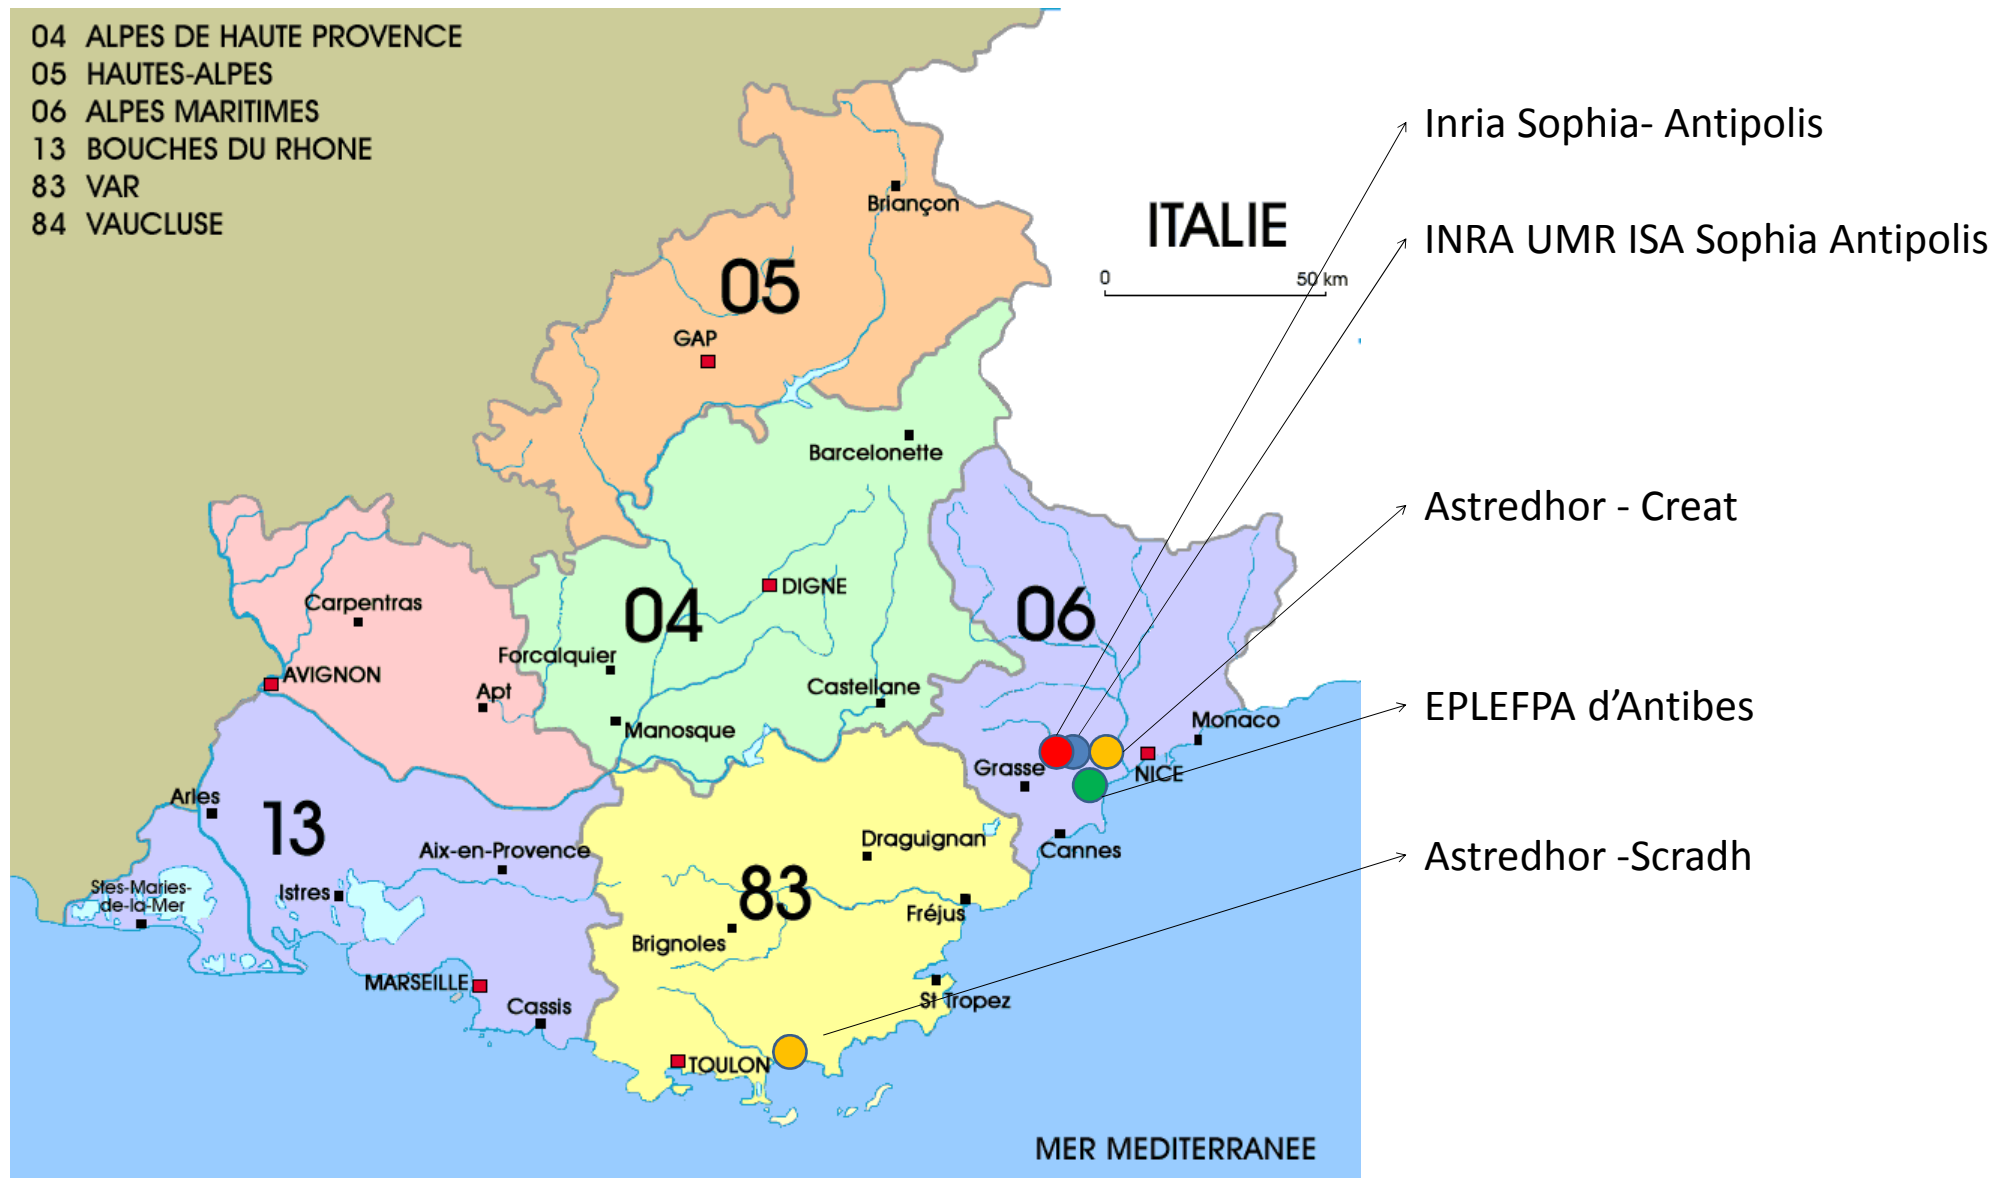 04 ALPES DE HAUTE PROVENCE
05 HAUTES-ALPES
06 ALPES MARITIMES
13 BOUCHES DU RHONE
83 VAR
84 VAUCLUSE
Inria Sophia- Antipolis
Briançon
ITALIE
INRA UMR ISA Sophia Antipolis
05
0 50 km
GAP
Barcelonette
Astredhor - Creat
DIGNE
Carpentras
04
06
Forcalquier
AVIGNON
Apt
Castellane
EPLEFPA d’Antibes
Manosque
Monaco
Grasse
NICE
Arles
13
Draguignan
Aix-en-Provence
Cannes
Astredhor -Scradh
Stes-Maries-
de-la-Mer
Istres
83
Fréjus
Brignoles
MARSEILLE
St Tropez
Cassis
TOULON
MER MEDITERRANEE